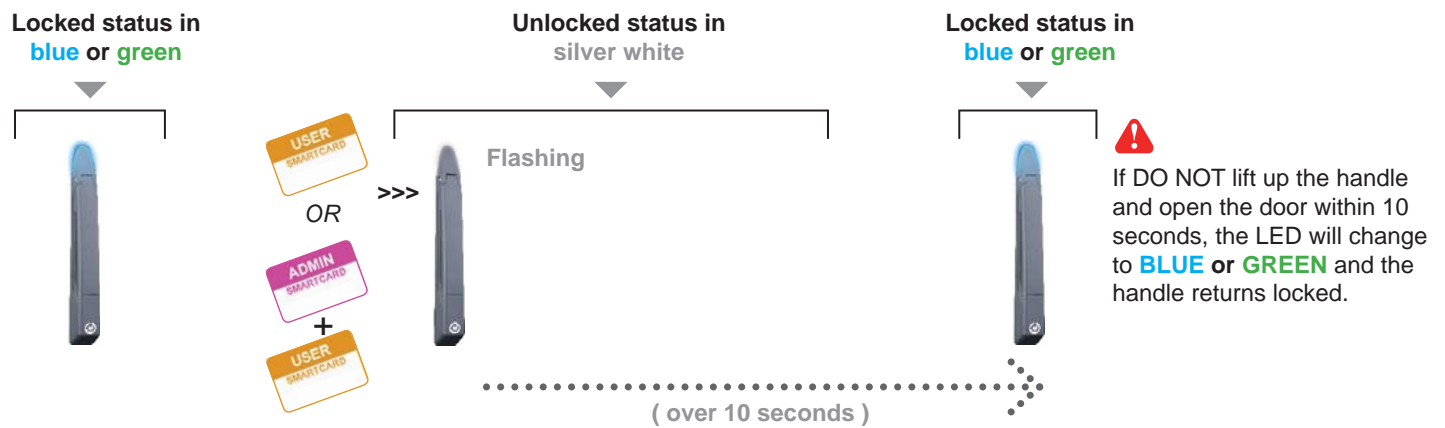 Locked status in
blue or green
Unlocked status in
silver white
Locked status in
blue or green
USER
SMARTCARD
OR
ADMIN
SMARTCARD
+
USER
SMARTCARD
>>>
Flashing
( over 10 seconds )
!
If DO NOT lift up the handle
and open the door within 10
seconds, the LED will change
to BLUE or GREEN and the
handle returns locked.